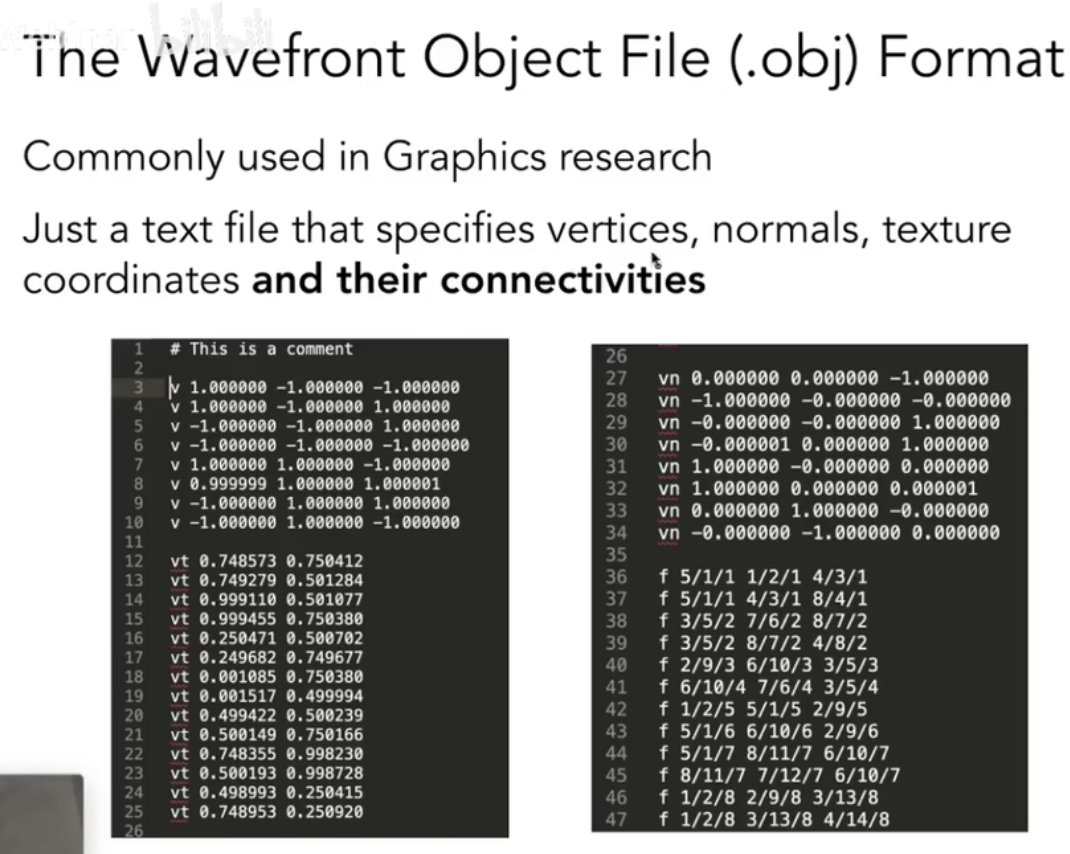 bilibili
The Wavefront Object File (.obj) Format
Commonly used in Graphics research
Just a text file that specifies vertices, normals, texture
coordinates and their connectivities
1 # This is a comment
2
3 v 1.000000 -1.000000 -1.000000
4 v 1.000000 -1.000000 1.000000
5 v -1.000000 -1.000000 1.000000
6 v -1.000000 -1.000000 -1.000000
7 v 1.000000 1.000000 -1.000000
8 v 0.999999 1.000000 1.000001
9 v -1.000000 1.000000 1.000000
10 v -1.000000 1.000000 -1.000000
11
12 vt 0.748573 0.750412
13 vt 0.749279 0.501284
14 vt 0.999110 0.501077
15 vt 0.999455 0.750380
16 vt 0.250471 0.500702
17 vt 0.249682 0.749677
18 vt 0.001085 0.750380
19 vt 0.001517 0.499994
20 vt 0.499422 0.500239
21 vt 0.500149 0.750166
22 vt 0.748355 0.998230
23 vt 0.500193 0.998728
24 vt 0.498993 0.250415
25 vt 0.748953 0.250920
26
26
27 vn 0.000000 0.000000 -1.000000
28 vn -1.000000 -0.000000 -0.000000
29 vn -0.000000 -0.000000 1.000000
30 vn -0.000001 0.000000 1.000000
31 vn 1.000000 -0.000000 0.000000
32 vn 1.000000 0.000000 0.000001
33 vn 0.000000 1.000000 -0.000000
34 vn -0.000000 -1.000000 0.000000
35
36 f 5/1/1 1/2/1 4/3/1
37 f 5/1/1 4/3/1 8/4/1
38 f 3/5/2 7/6/2 8/7/2
39 f 3/5/2 8/7/2 4/8/2
40 f 2/9/3 6/10/3 3/5/3
41 f 6/10/4 7/6/4 3/5/4
42 f 1/2/5 5/1/5 2/9/5
43 f 5/1/6 6/10/6 2/9/6
44 f 5/1/7 8/11/7 6/10/7
45 f 8/11/7 7/12/7 6/10/7
46 f 1/2/8 2/9/8 3/13/8
47 f 1/2/8 3/13/8 4/14/8